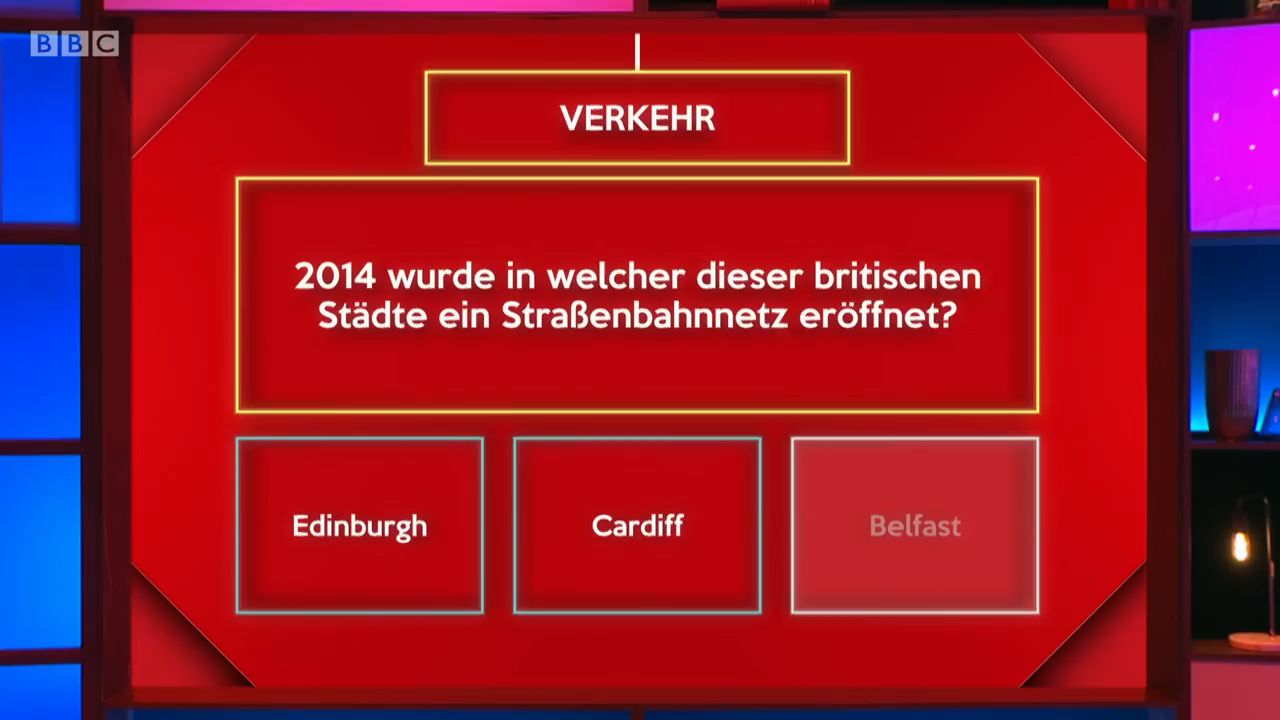 BBC
VERKEHR
2014 wurde in welcher dieser britischen
Städte ein Straßenbahnnetz eröffnet?
Edinburgh
Cardiff
Belfast